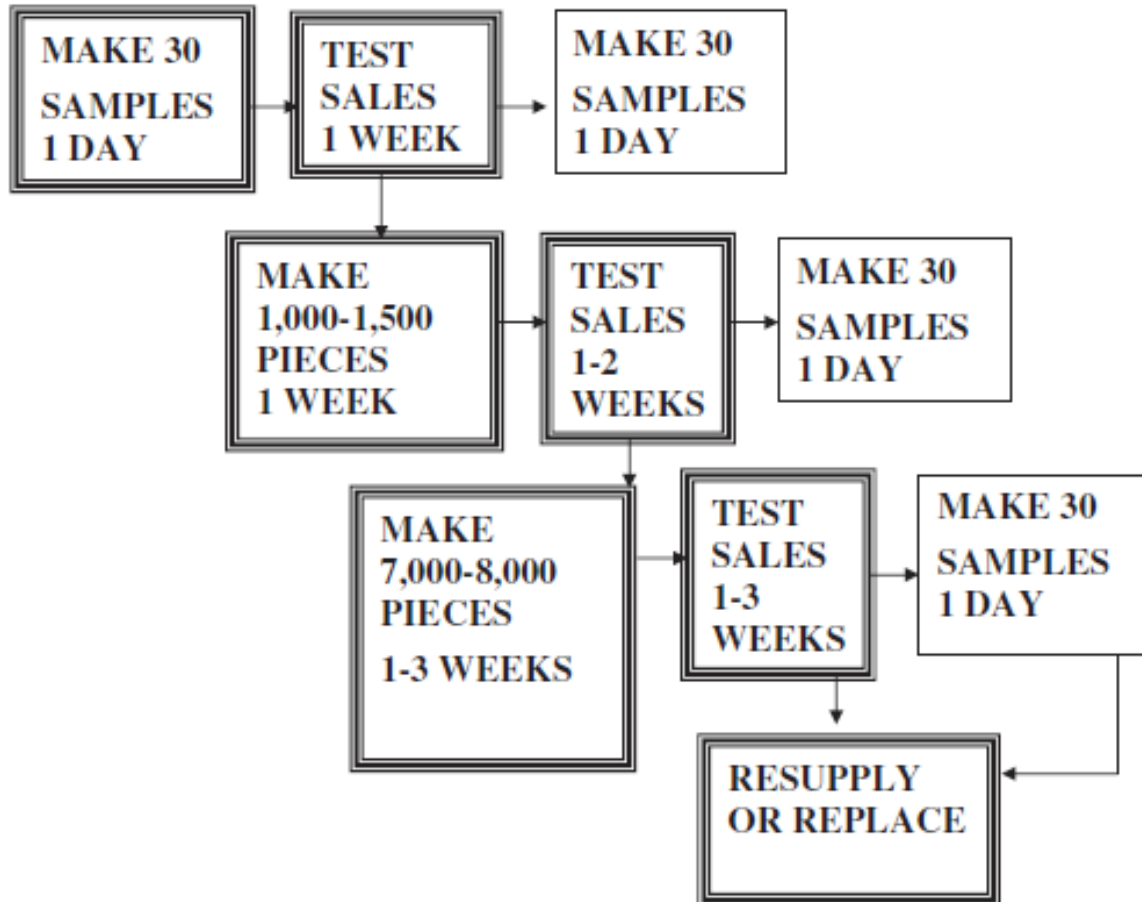 MAKE 30
SAMPLES
1 DAY
TEST
SALES
1 WEEK
MAKE 30
SAMPLES
1 DAY
MAKE
1,000-1,500
PIECES
1 WEEK
TEST
SALES
1-2
WEEKS
MAKE 30
SAMPLES
1 DAY
MAKE
7,000-8,000
PIECES
1-3 WEEKS
TEST
SALES
1-3
WEEKS
MAKE 30
SAMPLES
1 DAY
RESUPPLY
OR REPLACE